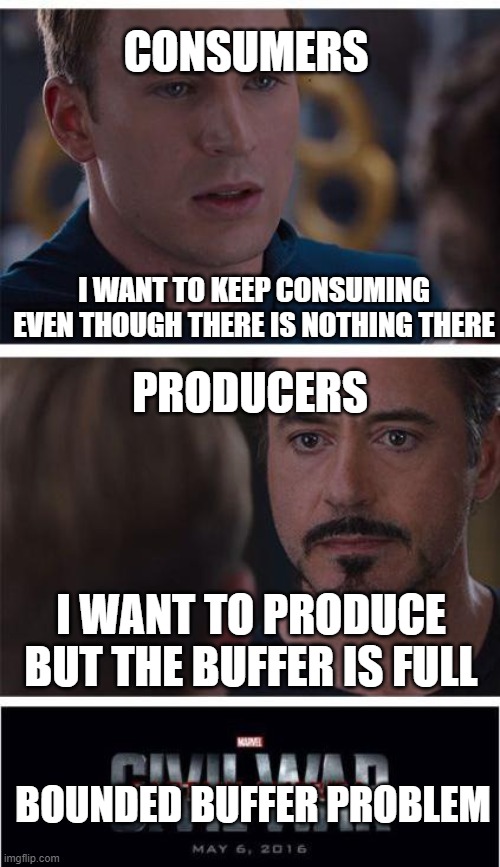 CONSUMERS
I WANT TO KEEP CONSUMING
EVEN THOUGH THERE IS NOTHING THERE
PRODUCERS
I WANT TO PRODUCE
BUT THE BUFFER IS FULL
MARVEL
CIVIL WAR
BOUNDED BUFFER PROBLEM
MAY 6, 2016
imgflip.com